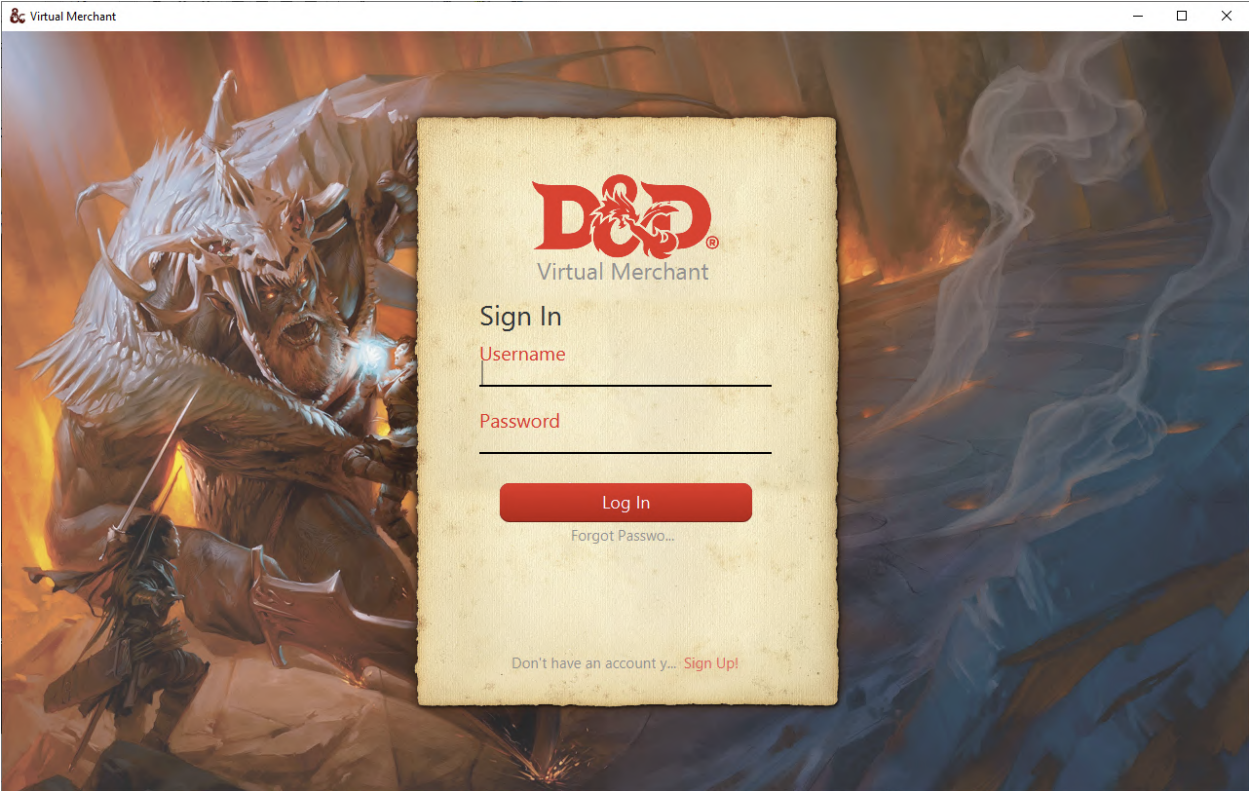 Virtual Merchant
D&D®
Virtual Merchant
Sign In
Username
Password
Log In
Forgot Passwo...
Don't have an account y... Sign Up!